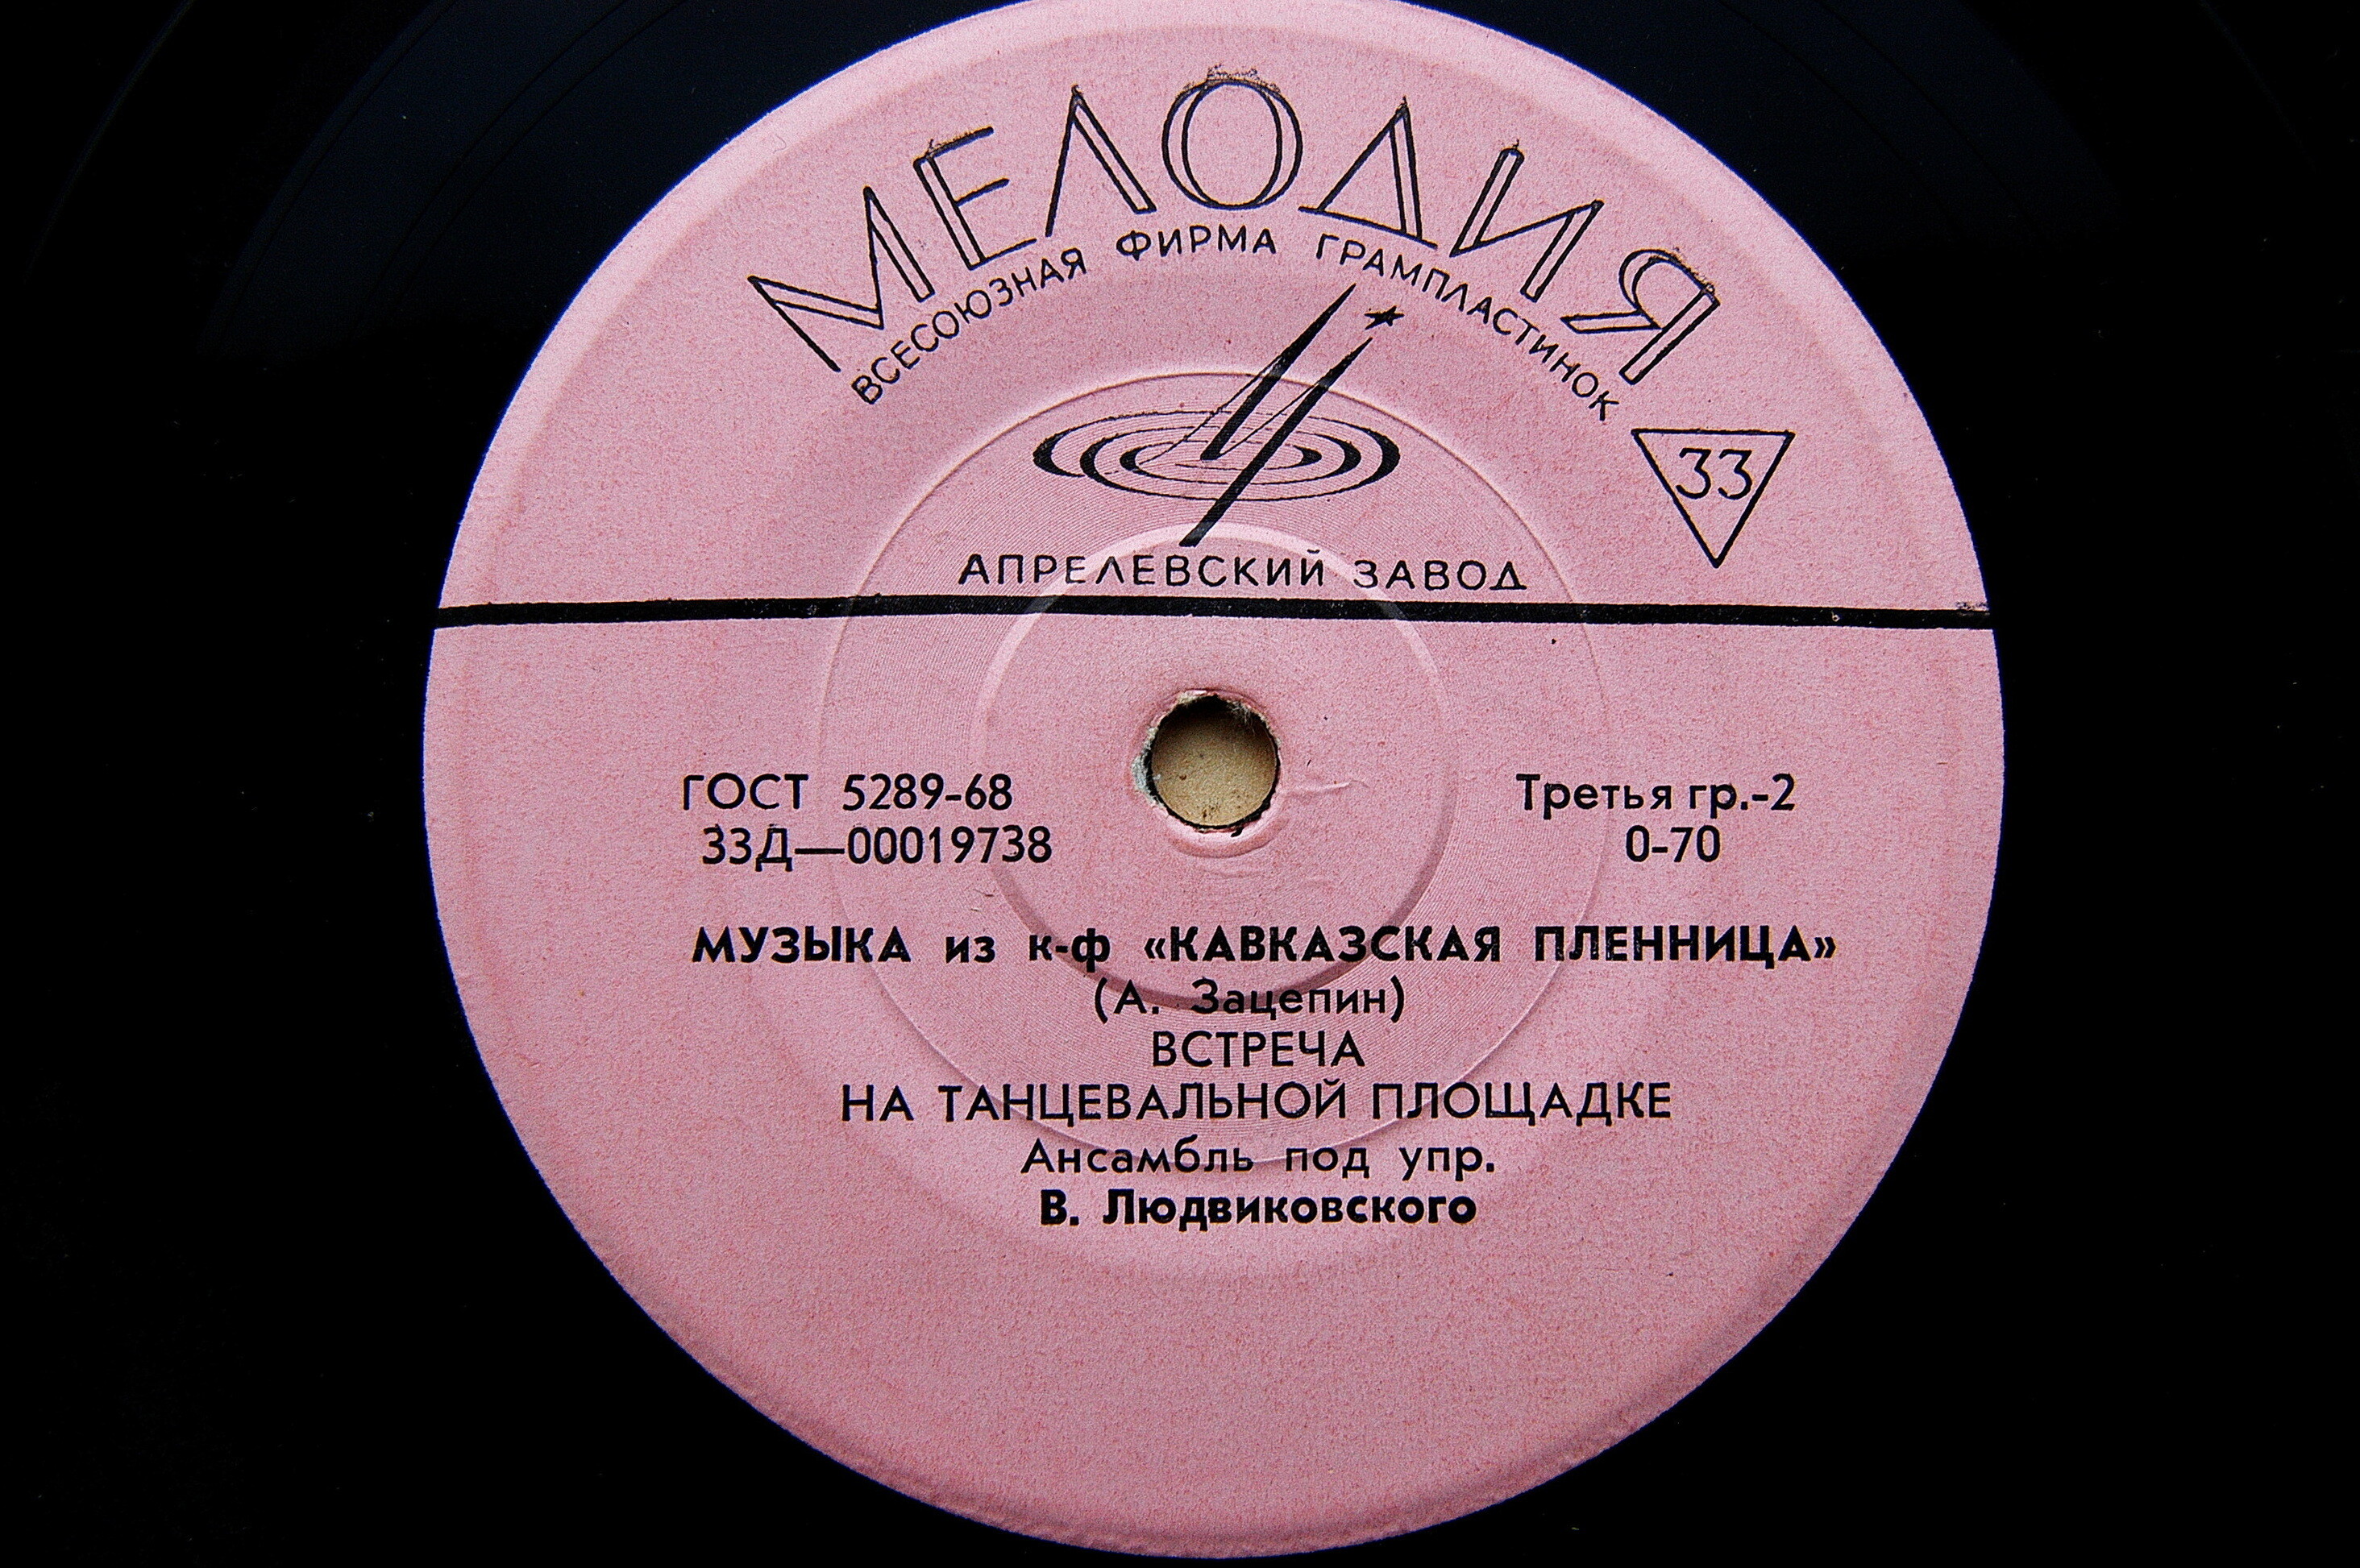 МЕЛОДИЯ
ВСЕСОЮЗНАЯ ФИРМА ГРАМПЛАСТИНОК
33
АПРЕЛЕВСКИЙ ЗАВОД
ГОСТ 5289-68
33Д—00019738
Третья гр.-2
0-70
МУЗЫКА из к-ф «КАВКАЗСКАЯ ПЛЕННИЦА»
(А. Зацепин)
ВСТРЕЧА
НА ТАНЦЕВАЛЬНОЙ ПЛОЩАДКЕ
Ансамбль под упр.
В. Людвиковского